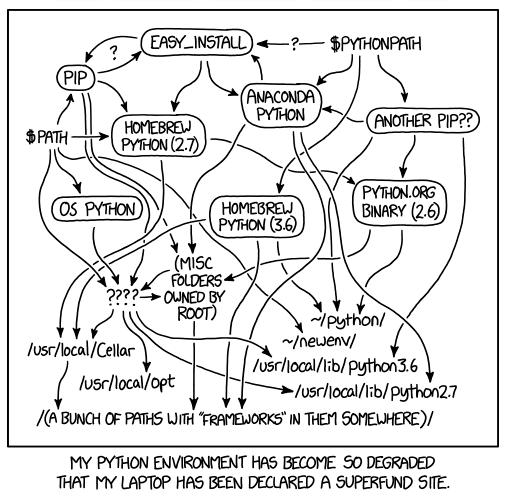 EASY_INSTALL
?
?
$PYTHONPATH
PIP
ANACONDA
PYTHON
ANOTHER PIP??
HOMEBREW
PYTHON (2.7)
$PATH
OS PYTHON
HOMEBREW
PYTHON (3.6)
PYTHON.ORG
BINARY (2.6)
(MISC
FOLDERS
OWNED BY
ROOT)
????
~/python/
~/newenv/
/usr/local/Cellar
/usr/local/lib/python3.6
/usr/local/opt
/usr/local/lib/python2.7
/(A BUNCH OF PATHS WITH "FRAMEWORKS" IN THEM SOMEWHERE)/
MY PYTHON ENVIRONMENT HAS BECOME SO DEGRADED
THAT MY LAPTOP HAS BEEN DECLARED A SUPERFUND SITE.